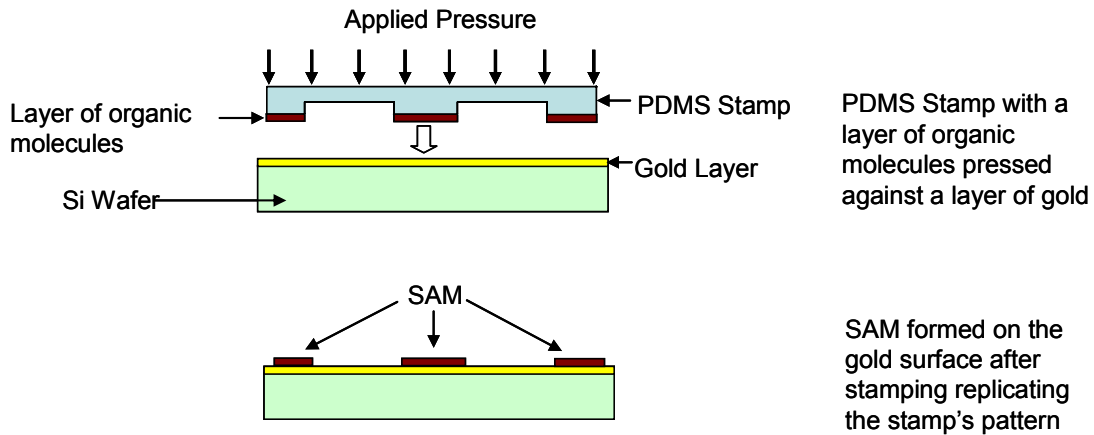 Applied Pressure
Layer of organic
molecules
PDMS Stamp
Gold Layer
Si Wafer
PDMS Stamp with a
layer of organic
molecules pressed
against a layer of gold
SAM
SAM formed on the
gold surface after
stamping replicating
the stamp's pattern